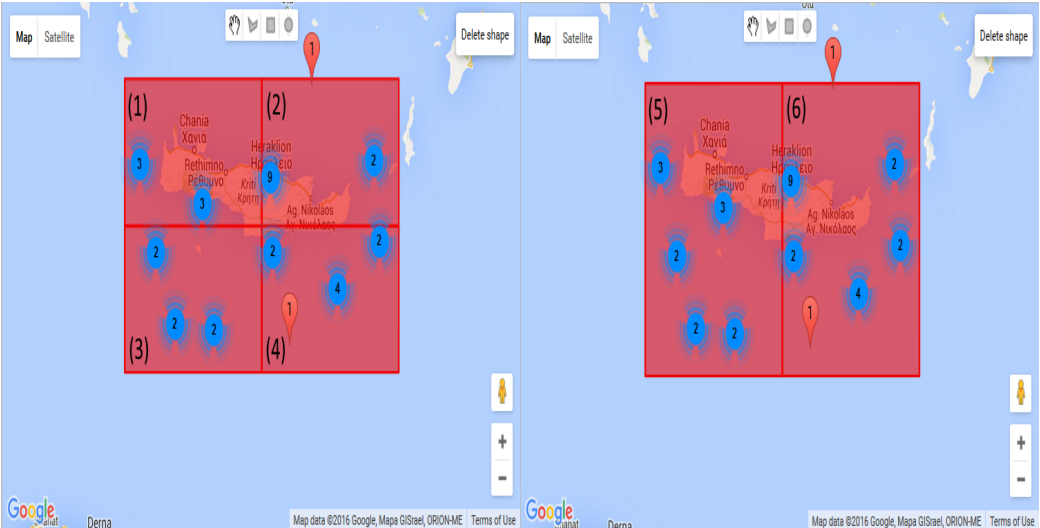 Map Satellite
Delete shape
1
(1)
(2)
Chania
Χανιά
3
Rethimno
Ρέθυμνο
Heraklion
9
2
3
Kriti
Κρήτη
Ag. Nikolaos
Αγ. Νικόλαος
2
2
2
4
2
2
1
(3)
(4)
+
−
Google
Derna
Map data ©2016 Google, Mapa GISrael, ORION-ME Terms of Use
Map Satellite
Delete shape
1
(5)
(6)
Chania
Χανιά
3
Rethimno
Ρέθυμνο
Heraklion
9
2
3
Kriti
Κρήτη
Ag. Nikolaos
Αγ. Νικόλαος
2
2
2
4
2
2
1
+
−
Google
Derna
Map data ©2016 Google, Mapa GISrael, ORION-ME Terms of Use